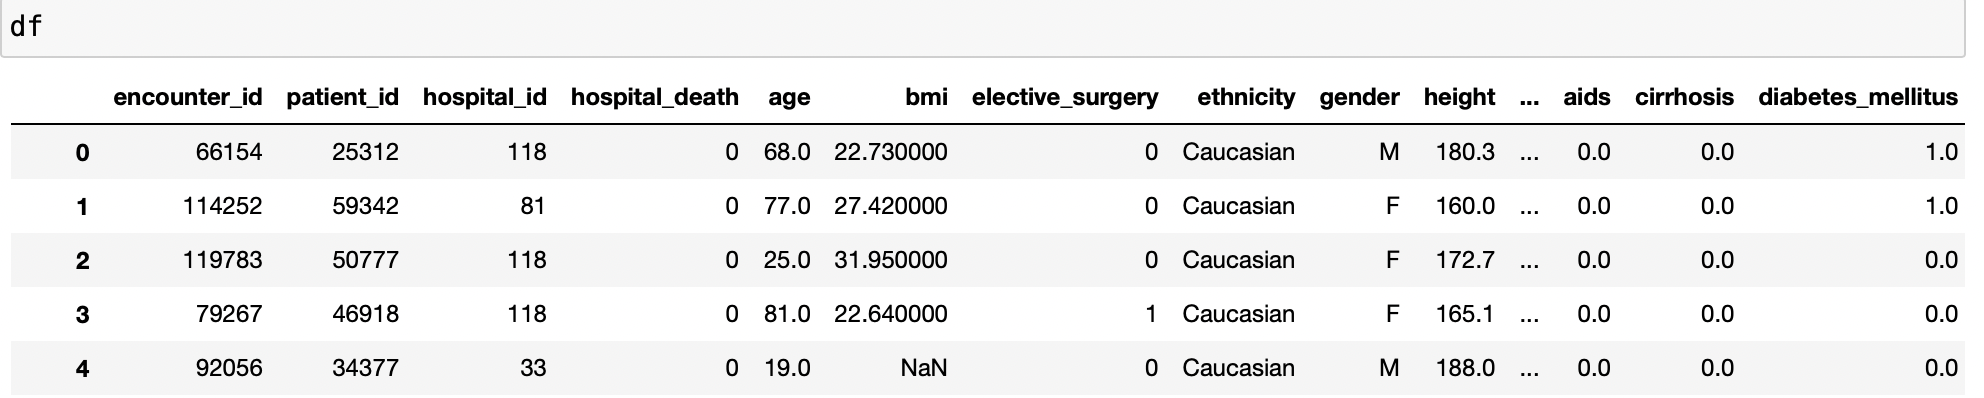 df
encounter_id patient_id hospital_id hospital_death age bmi elective_surgery ethnicity gender height ... aids cirrhosis diabetes_mellitus
0 66154 25312 118 0 68.0 22.730000 0 Caucasian M 180.3 ... 0.0 0.0 1.0
1 114252 59342 81 0 77.0 27.420000 0 Caucasian F 160.0 ... 0.0 0.0 1.0
2 119783 50777 118 0 25.0 31.950000 0 Caucasian F 172.7 ... 0.0 0.0 0.0
3 79267 46918 118 0 81.0 22.640000 1 Caucasian F 165.1 ... 0.0 0.0 0.0
4 92056 34377 33 0 19.0 NaN 0 Caucasian M 188.0 ... 0.0 0.0 0.0